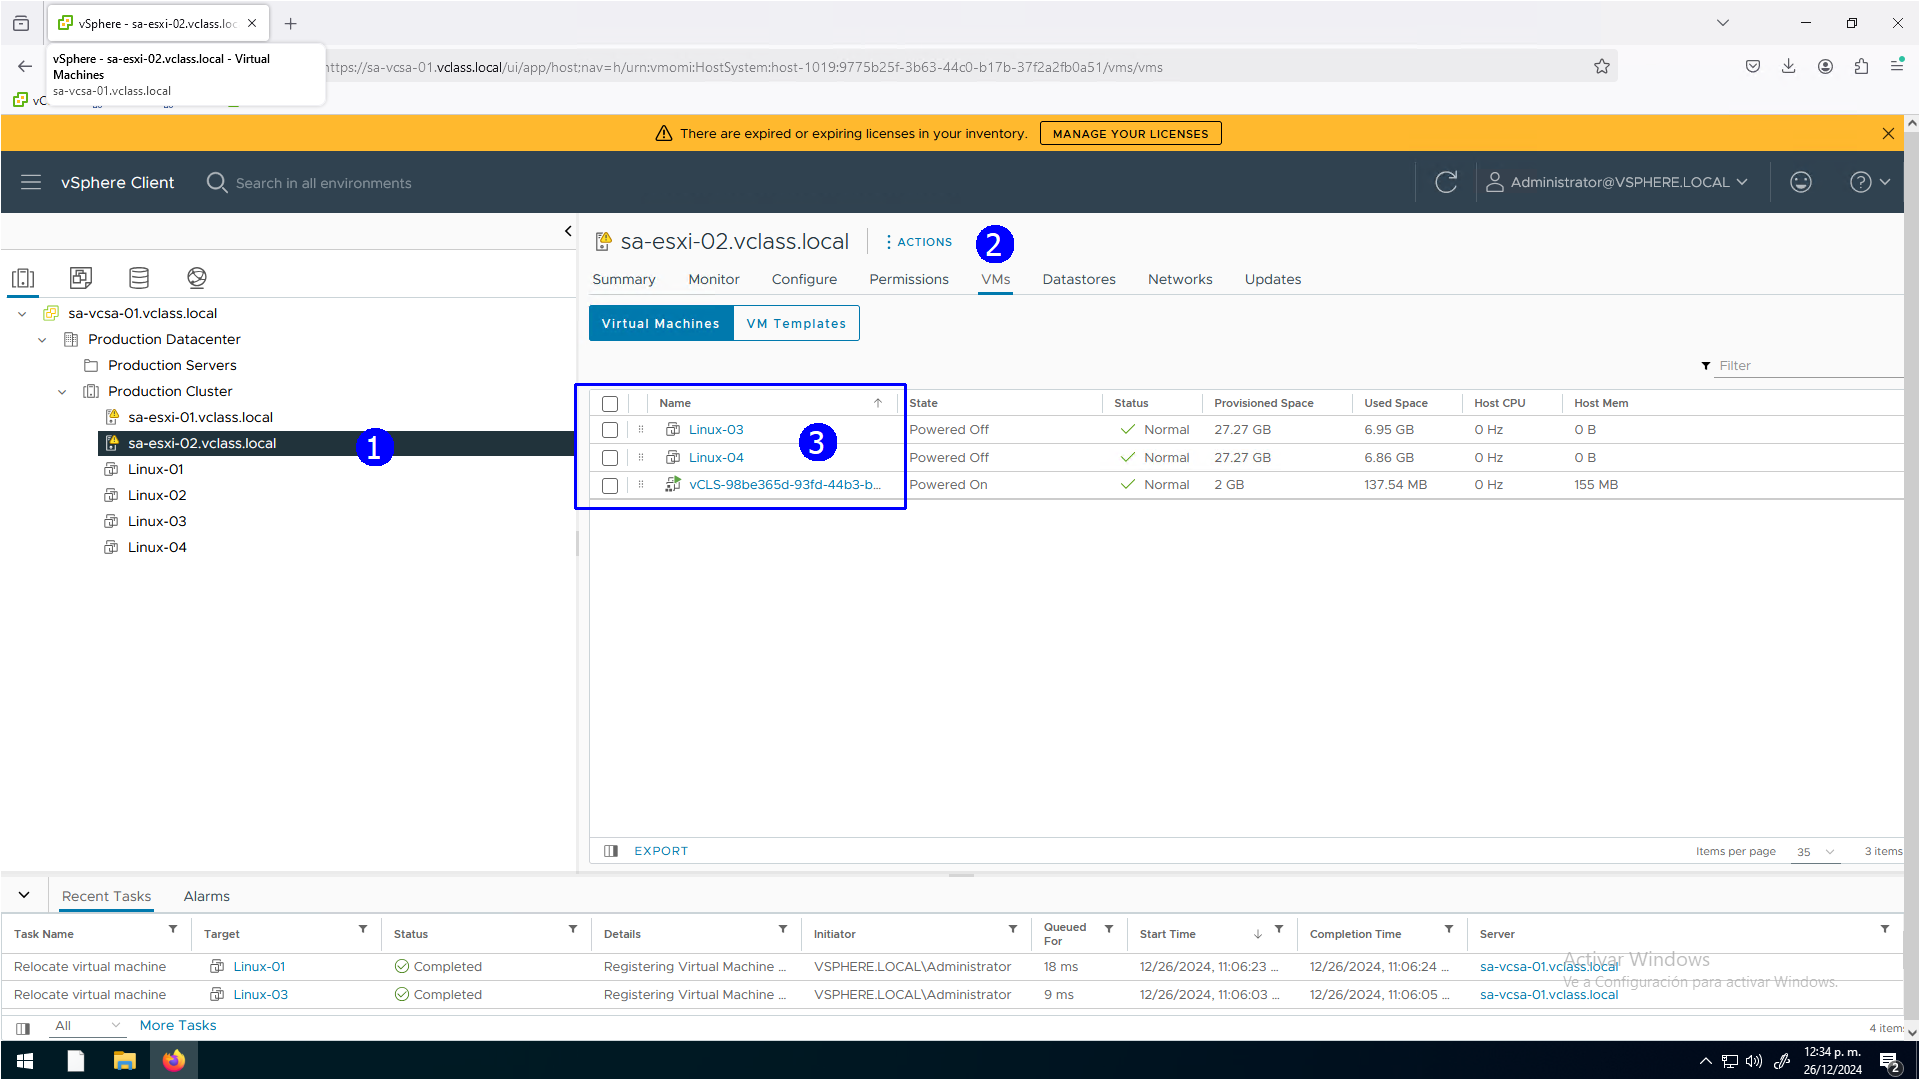 vSphere - sa-esxi-02.vclass.loc
vSphere - sa-esxi-02.vclass.local - Virtual Machines
sa-vcsa-01.vclass.local
https://sa-vcsa-01.vclass.local/ui/app/host;nav=h/urn:vmomi:HostSystem:host-1019:9775b25f-3b63-44c0-b17b-37f2a2fb0a51/vms/vms
There are expired or expiring licenses in your inventory.
MANAGE YOUR LICENSES
vSphere Client
Search in all environments
Administrator@VSPHERE.LOCAL
sa-vcsa-01.vclass.local
Production Datacenter
Production Servers
Production Cluster
sa-esxi-01.vclass.local
sa-esxi-02.vclass.local
1
Linux-01
Linux-02
Linux-03
Linux-04
sa-esxi-02.vclass.local
ACTIONS
2
Summary Monitor Configure Permissions VMs Datastores Networks Updates
Virtual Machines VM Templates
Filter
Name State Status Provisioned Space Used Space Host CPU Host Mem
Linux-03 Powered Off Normal 27.27 GB 6.95 GB 0 Hz 0 B
3
Linux-04 Powered Off Normal 27.27 GB 6.86 GB 0 Hz 0 B
vCLS-98be365d-93fd-44b3-b... Powered On Normal 2 GB 137.54 MB 0 Hz 155 MB
EXPORT
Items per page 35 3 items
Recent Tasks Alarms
Task Name Target Status Details Initiator Queued For Start Time Completion Time Server
Relocate virtual machine Linux-01 Completed Registering Virtual Machine ... VSPHERE.LOCAL\Administrator 18 ms 12/26/2024, 11:06:23 ... 12/26/2024, 11:06:24 ... sa-vcsa-01.vclass.local
Relocate virtual machine Linux-03 Completed Registering Virtual Machine ... VSPHERE.LOCAL\Administrator 9 ms 12/26/2024, 11:06:03 ... 12/26/2024, 11:06:05 ... sa-vcsa-01.vclass.local
Activar Windows
Ve a Configuración para activar Windows.
All
More Tasks
4 items
12:34 p. m.
26/12/2024
2